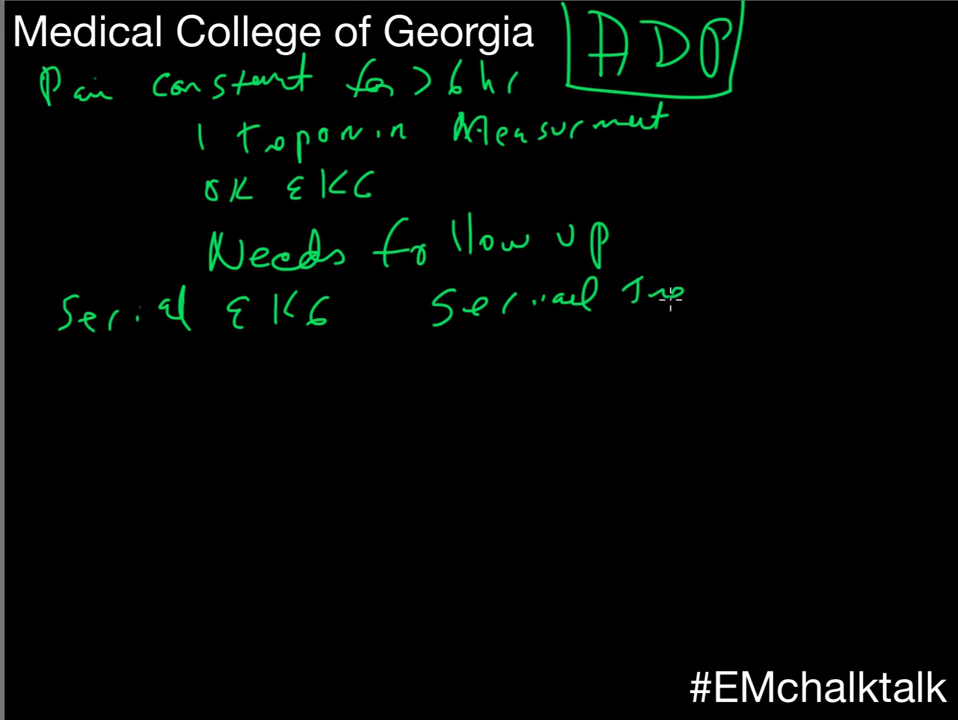 Medical College of Georgia
ADP
Pain constant for > 6 hr
1 troponin Measurment
OK EKG
Needs follow up
Serial EKG Serial Tro
#EMchalktalk